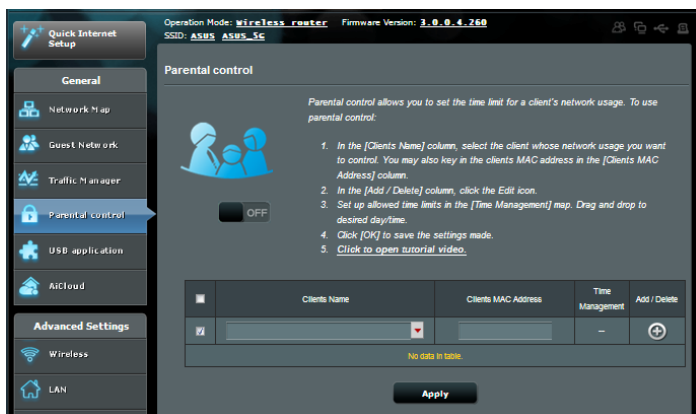 Quick Internet
Setup
Operation Mode: Wireless router Firmware Version: 3.0.0.4.260
SSID: ASUS ASUS_5G
General
Network Map
Guest Network
Traffic Manager
Parental control
USB application
AiCloud
Advanced Settings
Wireless
LAN
Parental control
Parental control allows you to set the time limit for a client's network usage. To use
parental control:
1. In the [Clients Name] column, select the client whose network usage you want
to control. You may also key in the clients MAC address in the [Clients MAC
Address] column.
2. In the [Add / Delete] column, click the Edit icon.
3. Set up allowed time limits in the [Time Management] map. Drag and drop to
desired day/time.
4. Click [OK] to save the settings made.
5. Click to open tutorial video.
OFF
Clients Name Clients MAC Address Time Management Add / Delete
–
No data in table.
Apply